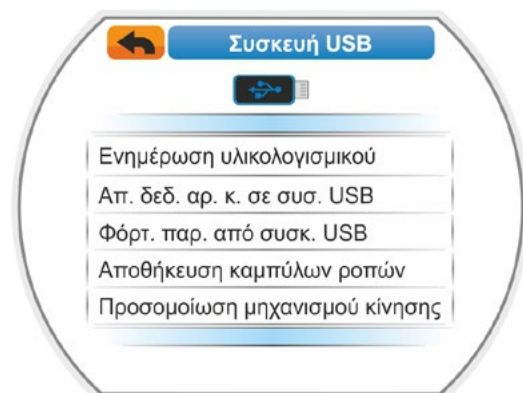 Συσκευή USB
Ενημέρωση υλικολογισμικού
Απ. δεδ. αρ. κ. σε συσ. USB
Φόρτ. παρ. από συσκ. USB
Αποθήκευση καμπύλων ροπών
Προσομοίωση μηχανισμού κίνησης